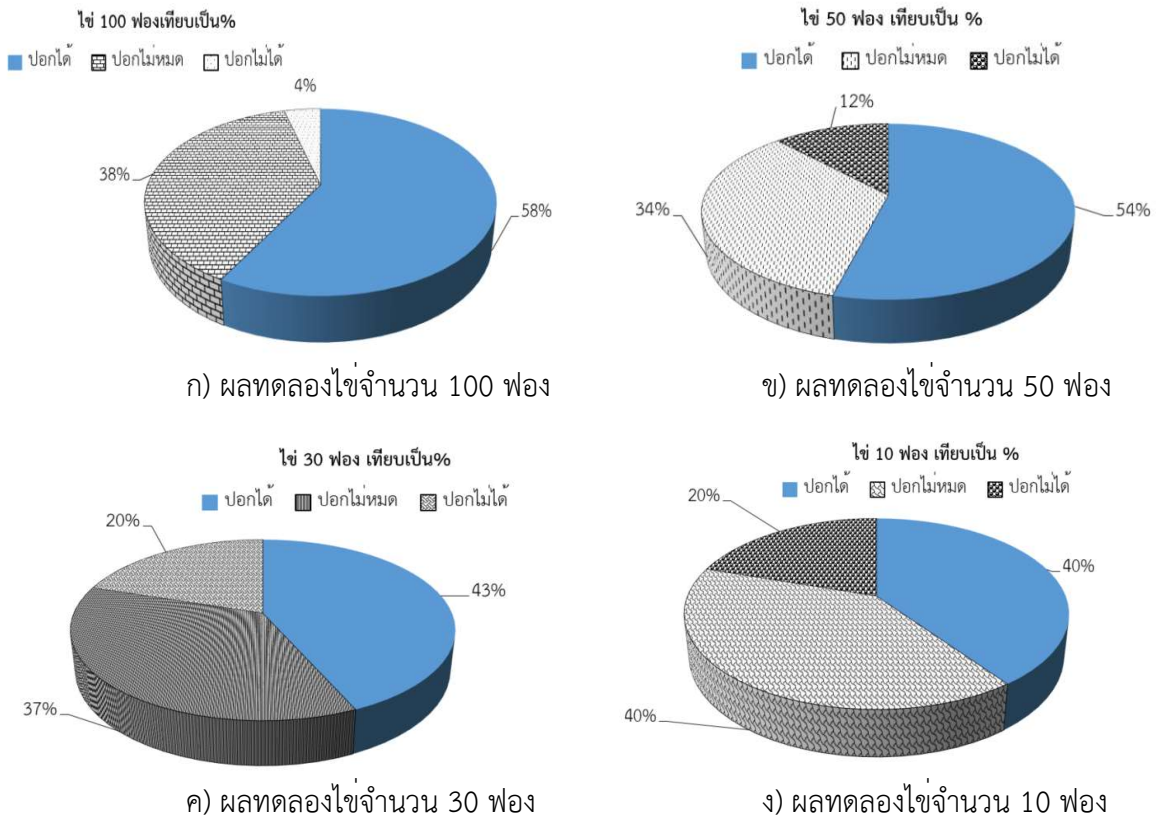 ไข่ 100 ฟองเทียบเป็น%
ปอกได้ ปอกไม่หมด ปอกไม่ได้
4%
38%
58%
ก) ผลทดลองไข่จำนวน 100 ฟอง
ไข่ 50 ฟอง เทียบเป็น %
ปอกได้ ปอกไม่หมด ปอกไม่ได้
12%
34%
54%
ข) ผลทดลองไข่จำนวน 50 ฟอง
ไข่ 30 ฟอง เทียบเป็น%
ปอกได้ ปอกไม่หมด ปอกไม่ได้
20%
43%
37%
ค) ผลทดลองไข่จำนวน 30 ฟอง
ไข่ 10 ฟอง เทียบเป็น %
ปอกได้ ปอกไม่หมด ปอกไม่ได้
20%
40%
40%
ง) ผลทดลองไข่จำนวน 10 ฟอง